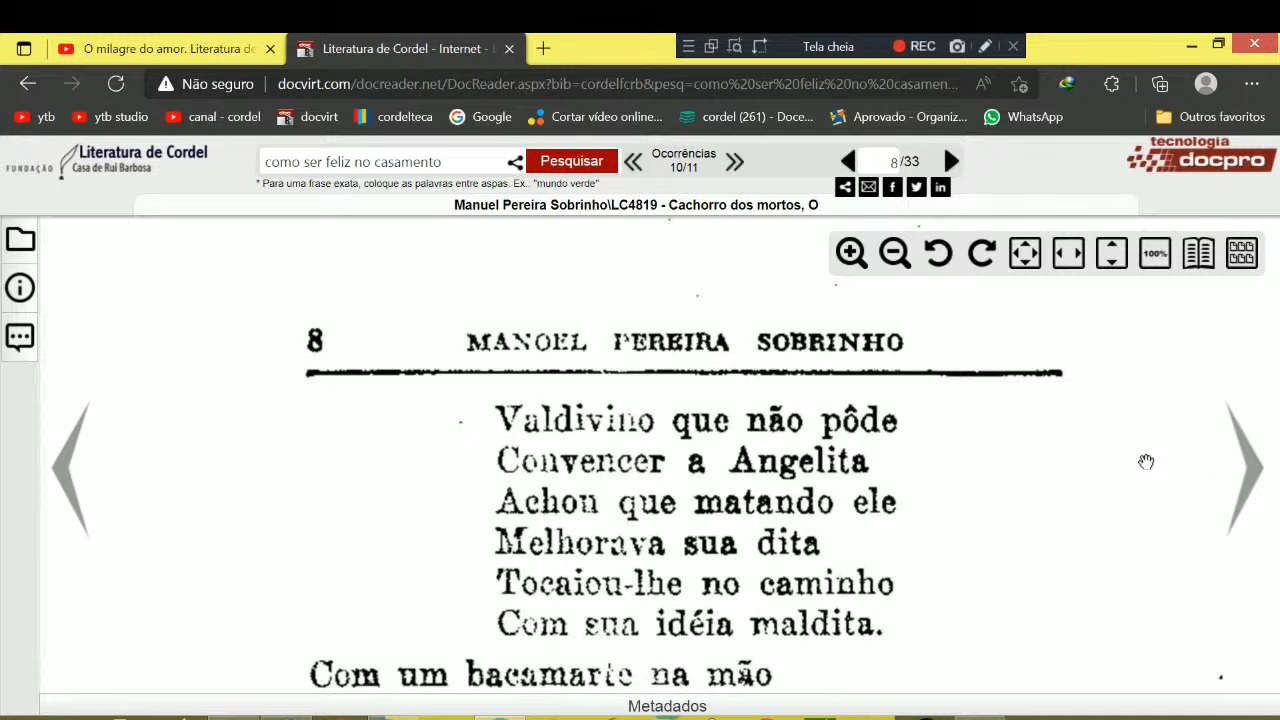 O milagre do amor. Literatura de
Literatura de Cordel - Internet -
Tela cheia
REC
Não seguro
docvirt.com/docreader.net/DocReader.aspx?bib=cordelfcrb&pesq=como%20ser%20feliz%20no%20casamen...
ytb
ytb studio
canal - cordel
docvirt
cordelteca
Google
Cortar vídeo online...
cordel (261) - Doce...
Aprovado - Organiz...
WhatsApp
Outros favoritos
FUNDAÇÃO
Literatura de Cordel
Casa de Rui Barbosa
como ser feliz no casamento
Pesquisar
Ocorrências
10/11
8 /33
tecnologia
docpro
* Para uma frase exata, coloque as palavras entre aspas. Ex.. "mundo verde"
Manuel Pereira Sobrinho\LC4819 - Cachorro dos mortos, O
100%
8 MANOEL PEREIRA SOBRINHO
Valdivino que não pôde
Convencer a Angelita
Achou que matando ele
Melhorava sua dita
Tocaiou-lhe no caminho
Com sua idéia maldita.
Com um bacamarte na mão
Metadados